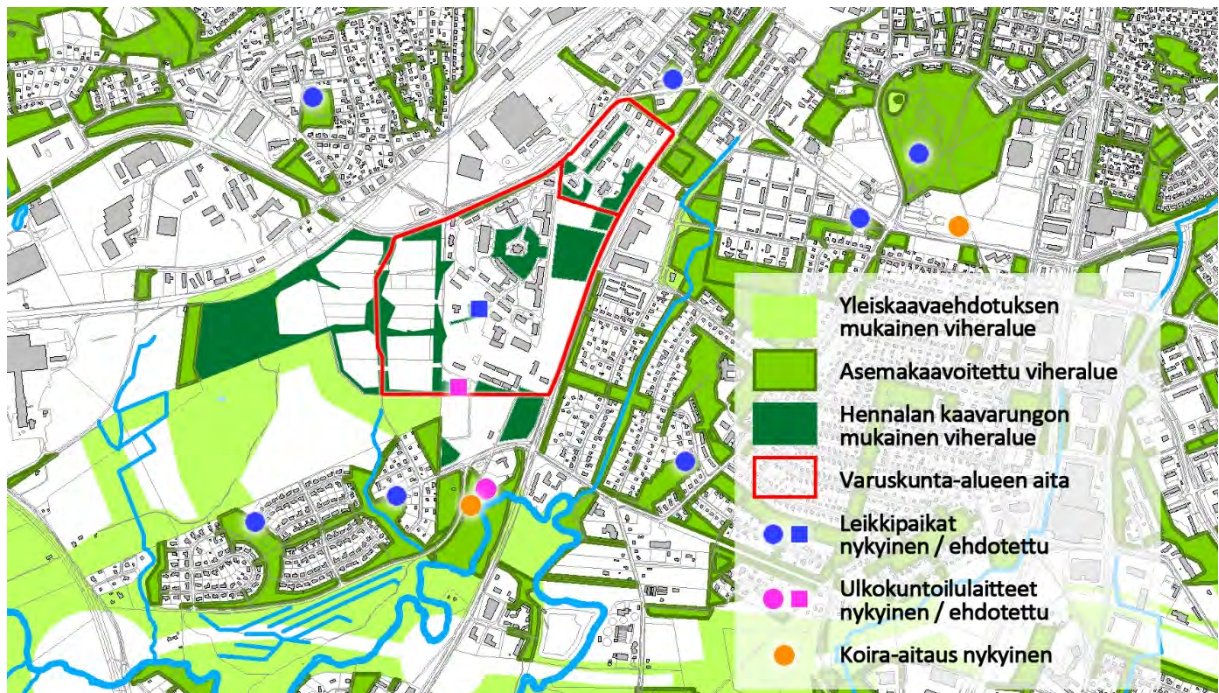 Yleiskaavaehdotuksen
mukainen viheralue
Asemakaavoitettu viheralue
Hennalan kaavarungon
mukainen viheralue
Varuskunta-alueen aita
Leikkipaikat
nykyinen / ehdotettu
Ulkokuntoilulaitteet
nykyinen / ehdotettu
Koira-aitaus nykyinen